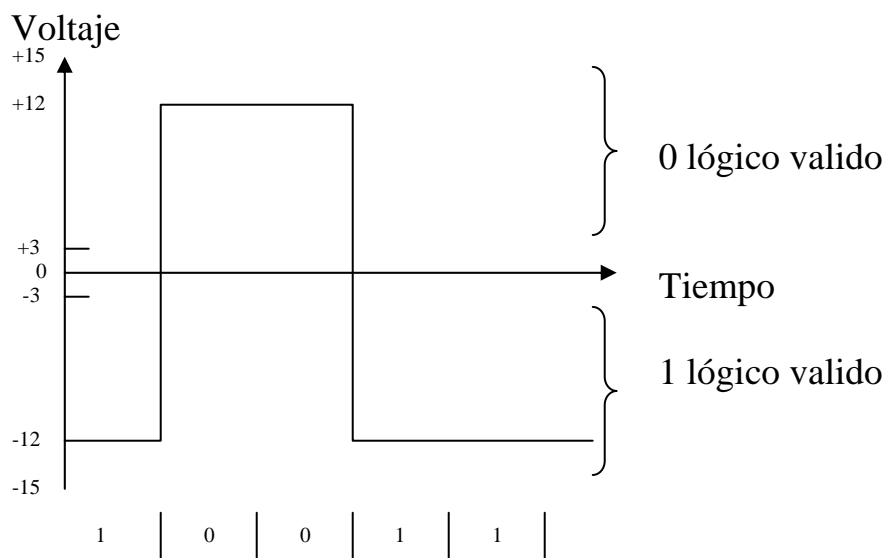 Voltaje
+15
+12
0 lógico valido
+3
0
-3
Tiempo
1 lógico valido
-12
-15
1 0 0 1 1